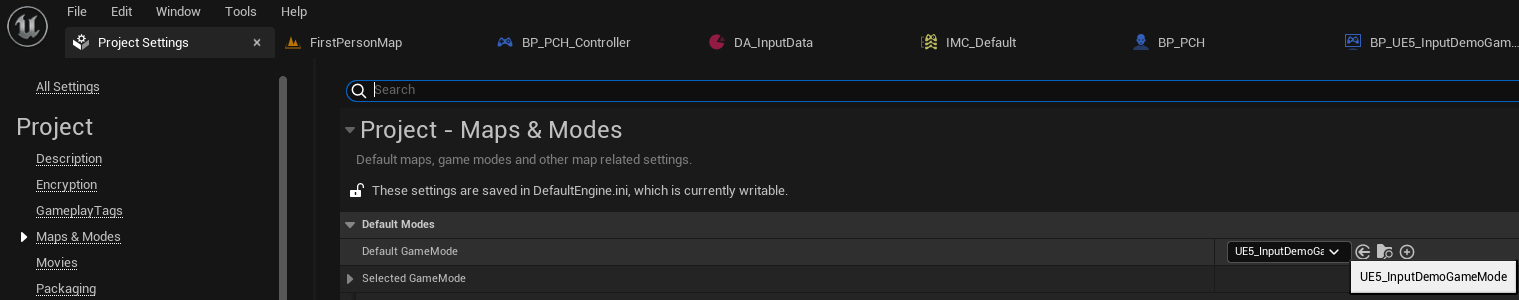 File Edit Window Tools Help
Project Settings × FirstPersonMap BP_PCH_Controller DA_InputData IMC_Default BP_PCH BP_UE5_InputDemoGam...
All Settings
Search
Project
Project - Maps & Modes
Description
Default maps, game modes and other map related settings.
Encryption
These settings are saved in DefaultEngine.ini, which is currently writable.
GameplayTags
Default Modes
Maps & Modes
Default GameMode UE5_InputDemoGa
Movies
UE5_InputDemoGameMode
Selected GameMode
Packaging